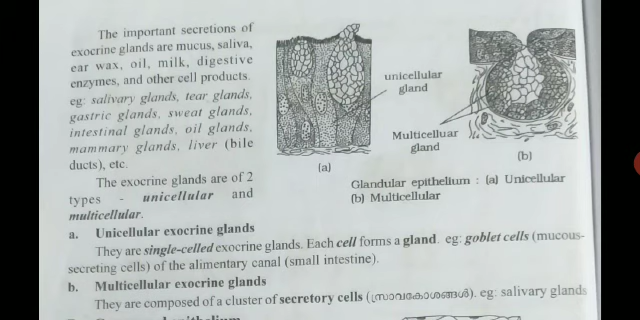 The important secretions of
exocrine glands are mucus, saliva,
ear wax, oil, milk, digestive
enzymes, and other cell products.
eg: salivary glands, tear glands,
gastric glands, sweat glands,
intestinal glands, oil glands,
mammary glands, liver (bile
ducts), etc.
The exocrine glands are of 2
types - unicellular and
multicellular.
unicellular
gland
Multicelluar
gland
(a)
(b)
Glandular epithelium : (a) Unicellular
(b) Multicellular
a. Unicellular exocrine glands
They are single-celled exocrine glands. Each cell forms a gland. eg: goblet cells (mucous-
secreting cells) of the alimentary canal (small intestine).
b. Multicellular exocrine glands
They are composed of a cluster of secretory cells (സ്രാവകോശങ്ങൾ). eg: salivary glands